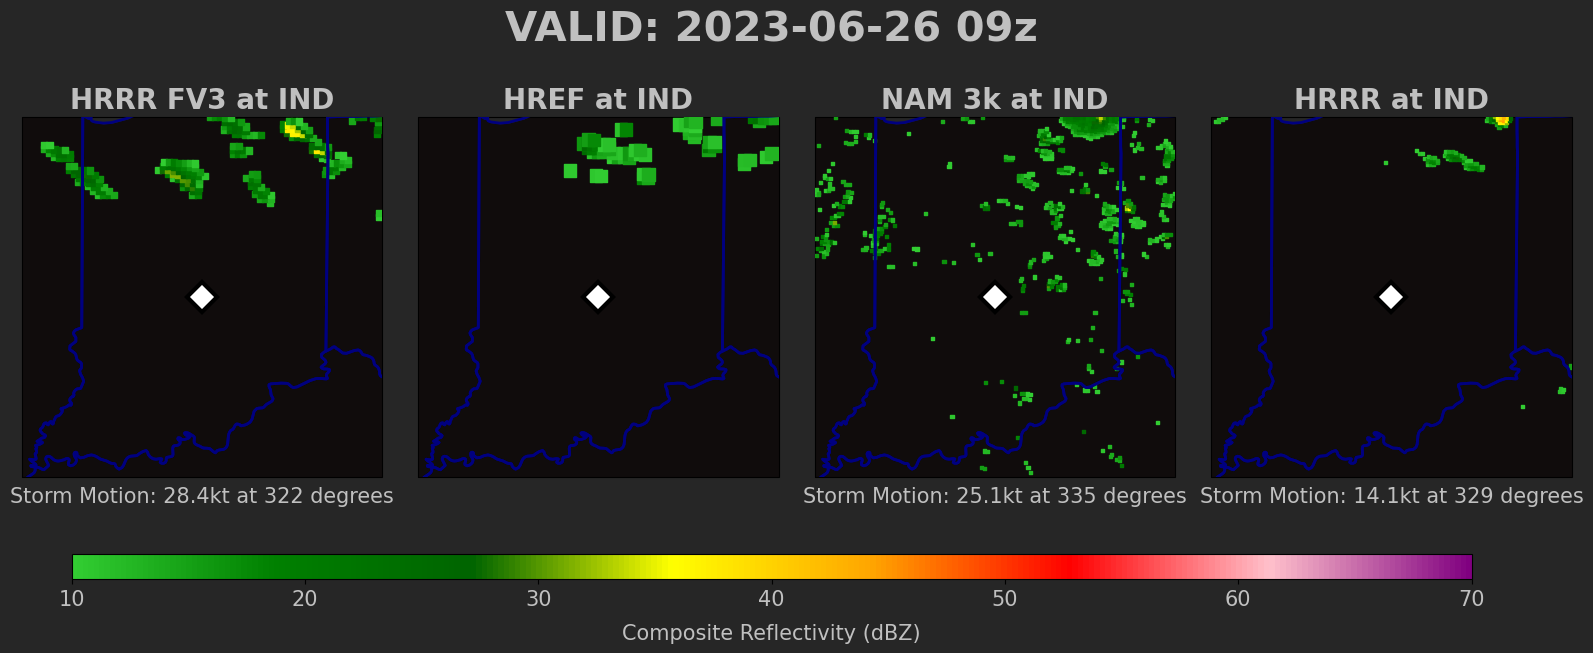 VALID: 2023-06-26 09z
HRRR FV3 at IND
HREF at IND
NAM 3k at IND
HRRR at IND
Storm Motion: 28.4kt at 322 degrees
Storm Motion: 25.1kt at 335 degrees
Storm Motion: 14.1kt at 329 degrees
10 20 30 40 50 60 70
Composite Reflectivity (dBZ)